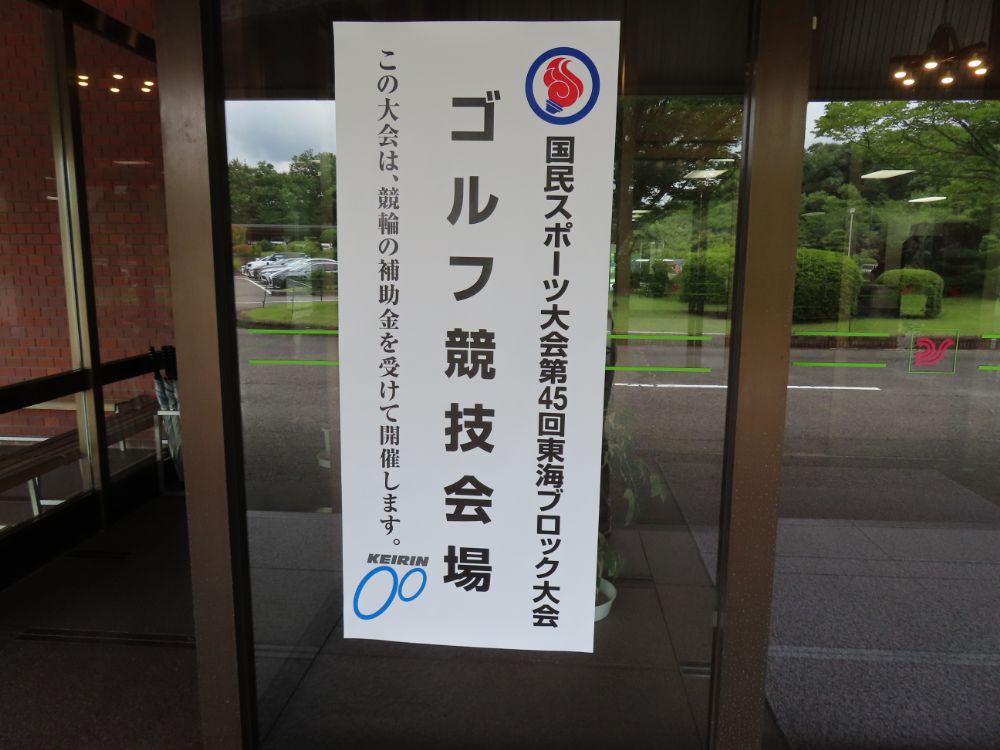 国民スポーツ大会第45回東海ブロック大会
ゴルフ競技会場
この大会は、競輪の補助金を受けて開催します。
KEIRIN